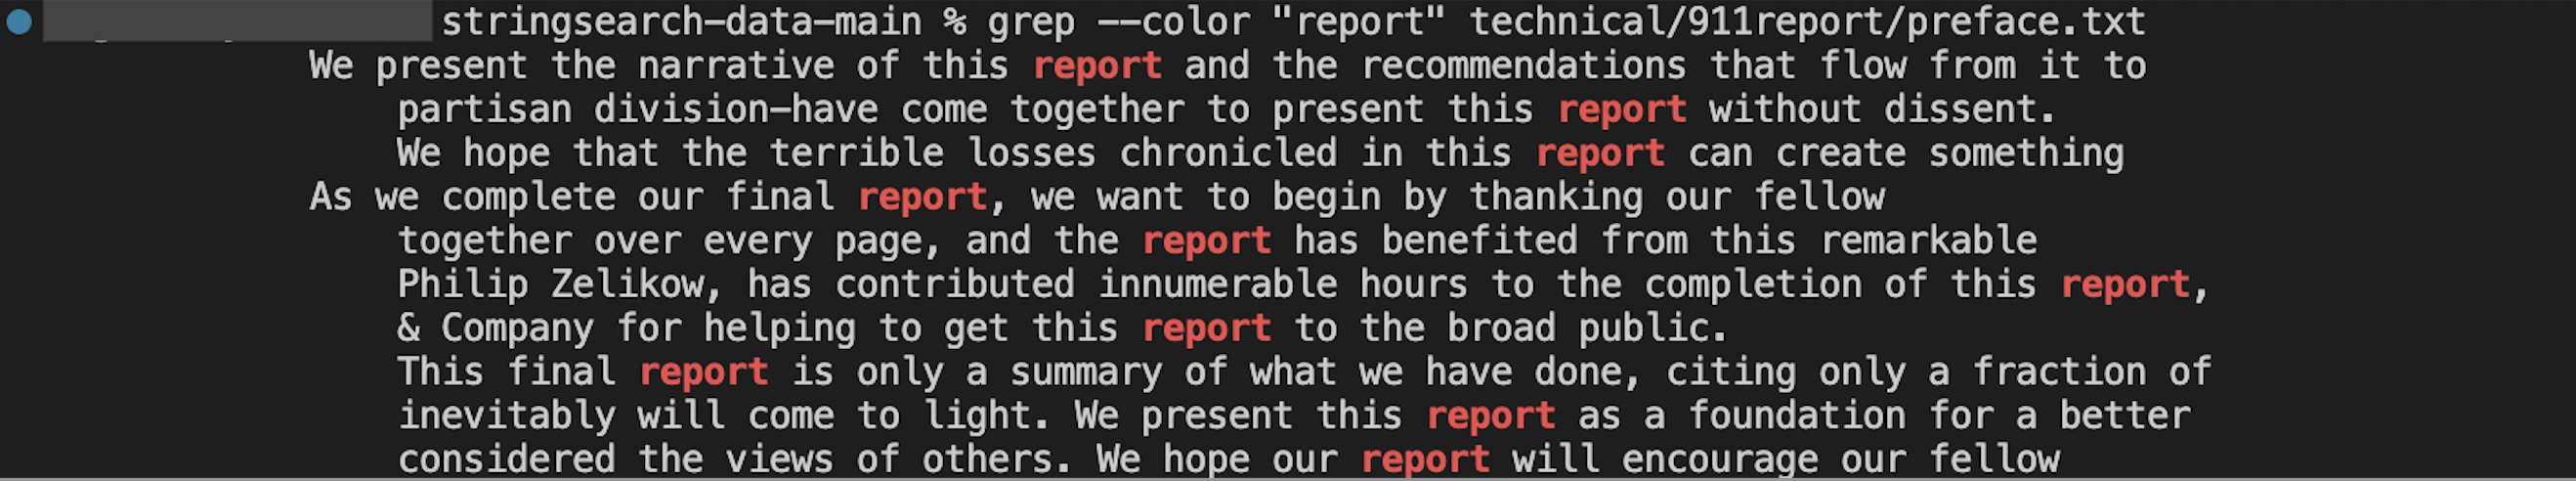 stringsearch-data-main % grep --color "report" technical/911report/preface.txt
We present the narrative of this report and the recommendations that flow from it to
partisan division-have come together to present this report without dissent.
We hope that the terrible losses chronicled in this report can create something
As we complete our final report, we want to begin by thanking our fellow
together over every page, and the report has benefited from this remarkable
Philip Zelikow, has contributed innumerable hours to the completion of this report,
& Company for helping to get this report to the broad public.
This final report is only a summary of what we have done, citing only a fraction of
inevitably will come to light. We present this report as a foundation for a better
considered the views of others. We hope our report will encourage our fellow